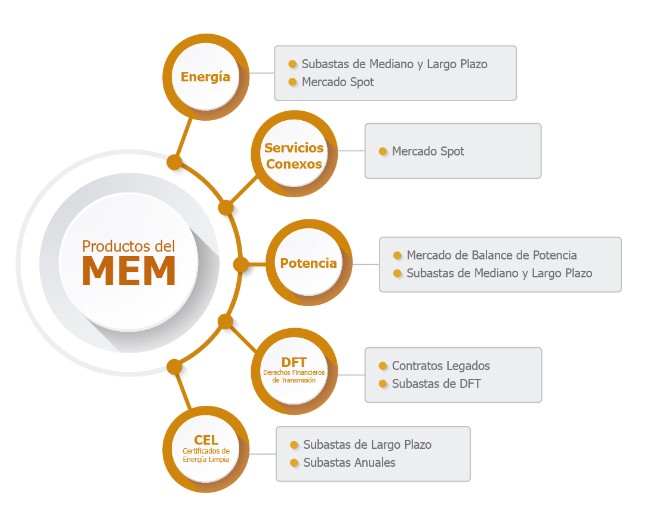 Productos del
MEM
Energía
Subastas de Mediano y Largo Plazo
Mercado Spot
Servicios
Conexos
Mercado Spot
Potencia
Mercado de Balance de Potencia
Subastas de Mediano y Largo Plazo
DFT
Derechos Financieros
de Transmisión
Contratos Legados
Subastas de DFT
CEL
Certificados de
Energía Limpia
Subastas de Largo Plazo
Subastas Anuales